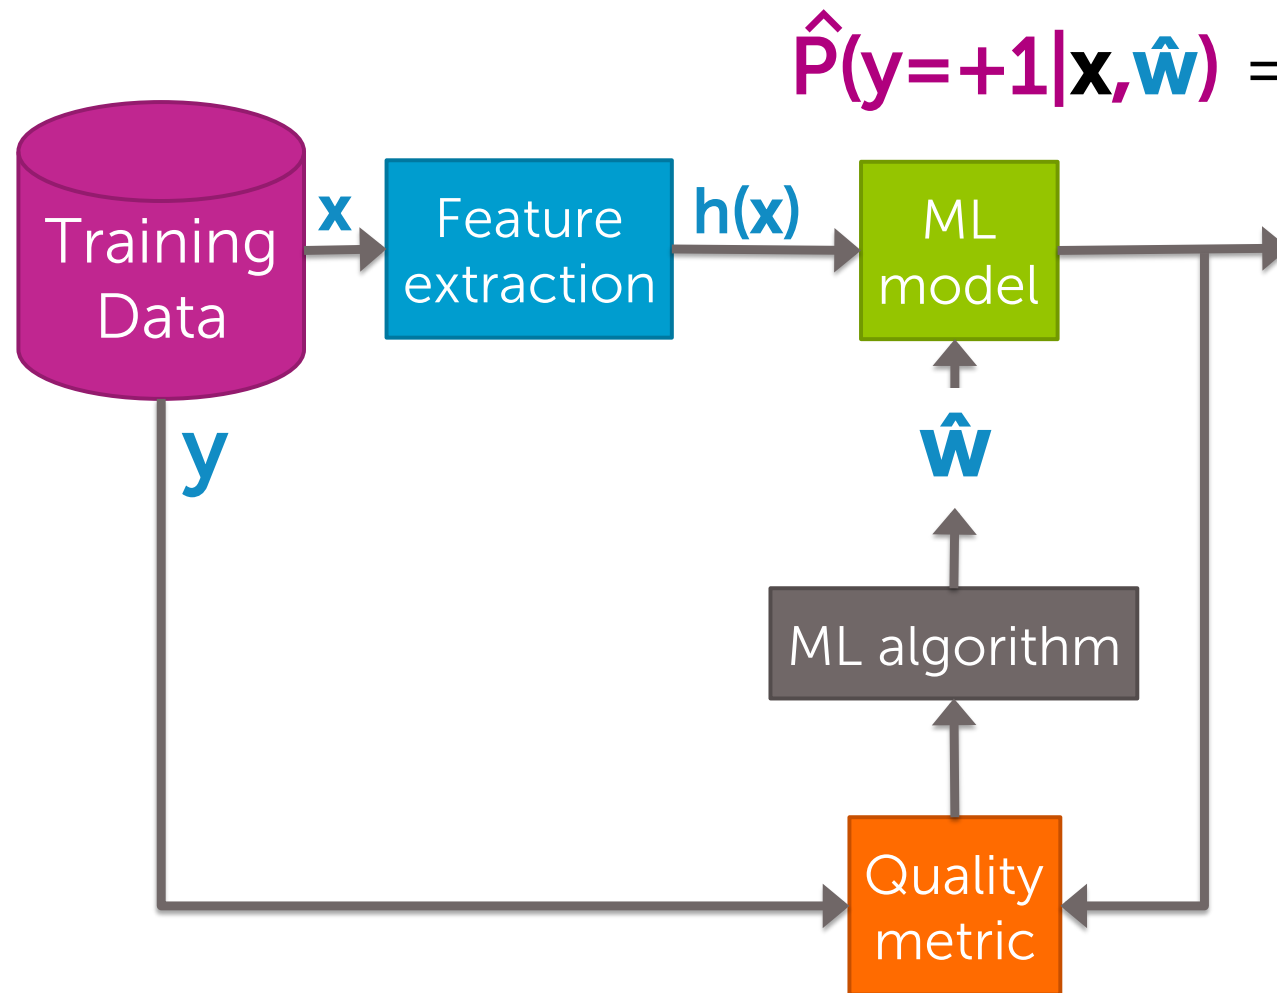 P̂(y=+1|x,ŵ) =
Training
Data
x
Feature
extraction
h(x)
ML
model
y
ŵ
ML algorithm
Quality
metric